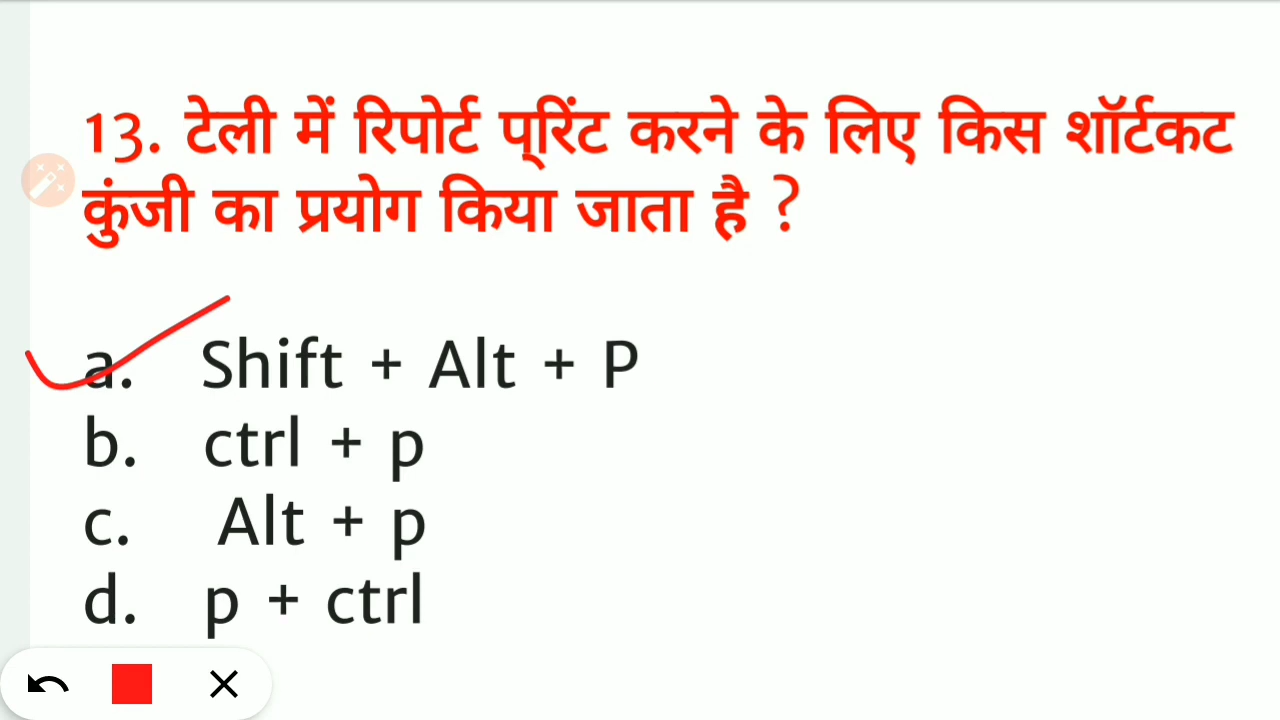 13. टेली में रिपोर्ट प्रिंट करने के लिए किस शॉर्टकट
कुंजी का प्रयोग किया जाता है ?
a. Shift + Alt + P
b. ctrl + p
c. Alt + p
d. p + ctrl